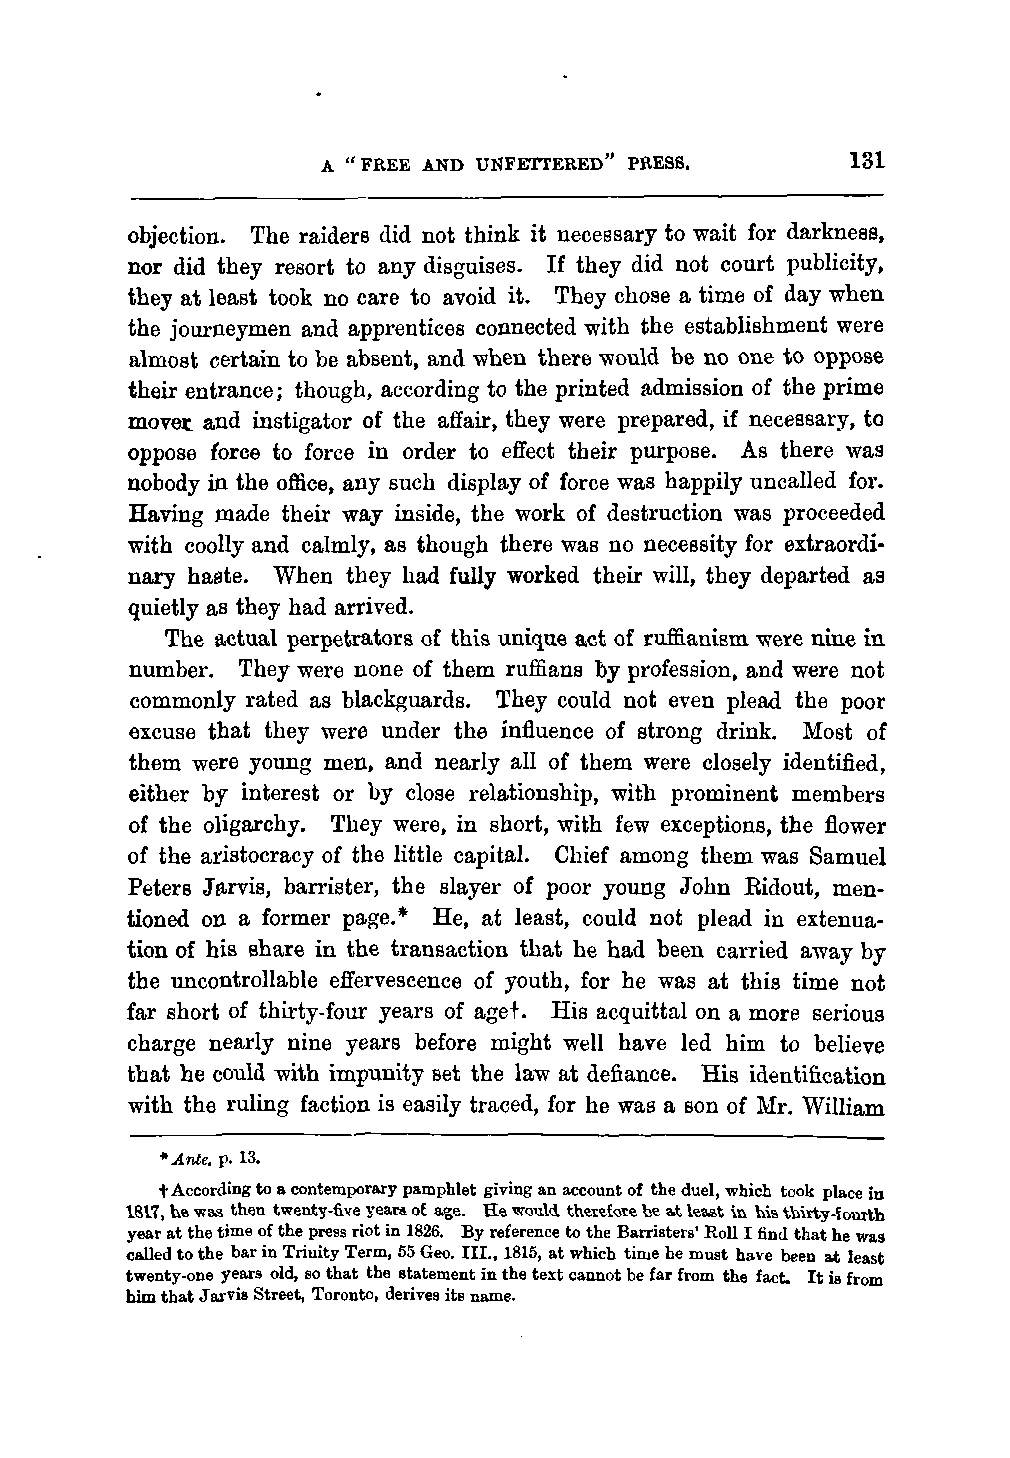 A "FREE AND UNFETTERED" PRESS. 131
objection. The raiders did not think it necessary to wait for darkness,
nor did they resort to any disguises. If they did not court publicity,
they at least took no care to avoid it. They chose a time of day when
the journeymen and apprentices connected with the establishment were
almost certain to be absent, and when there would be no one to oppose
their entrance; though, according to the printed admission of the prime
mover and instigator of the affair, they were prepared, if necessary, to
oppose force to force in order to effect their purpose. As there was
nobody in the office, any such display of force was happily uncalled for.
Having made their way inside, the work of destruction was proceeded
with coolly and calmly, as though there was no necessity for extraordi-
nary haste. When they had fully worked their will, they departed as
quietly as they had arrived.
The actual perpetrators of this unique act of ruffianism were nine in
number. They were none of them ruffians by profession, and were not
commonly rated as blackguards. They could not even plead the poor
excuse that they were under the influence of strong drink. Most of
them were young men, and nearly all of them were closely identified,
either by interest or by close relationship, with prominent members
of the oligarchy. They were, in short, with few exceptions, the flower
of the aristocracy of the little capital. Chief among them was Samuel
Peters Jarvis, barrister, the slayer of poor young John Ridout, men-
tioned on a former page.* He, at least, could not plead in extenua-
tion of his share in the transaction that he had been carried away by
the uncontrollable effervescence of youth, for he was at this time not
far short of thirty-four years of age†. His acquittal on a more serious
charge nearly nine years before might well have led him to believe
that he could with impunity set the law at defiance. His identification
with the ruling faction is easily traced, for he was a son of Mr. William
*Ante, p. 13.
†According to a contemporary pamphlet giving an account of the duel, which took place in
1817, he was then twenty-five years of age. He would therefore be at least in his thirty-fourth
year at the time of the press riot in 1826. By reference to the Barristers' Roll I find that he was
called to the bar in Trinity Term, 55 Geo. III., 1815, at which time he must have been at least
twenty-one years old, so that the statement in the text cannot be far from the fact. It is from
him that Jarvis Street, Toronto, derives its name.